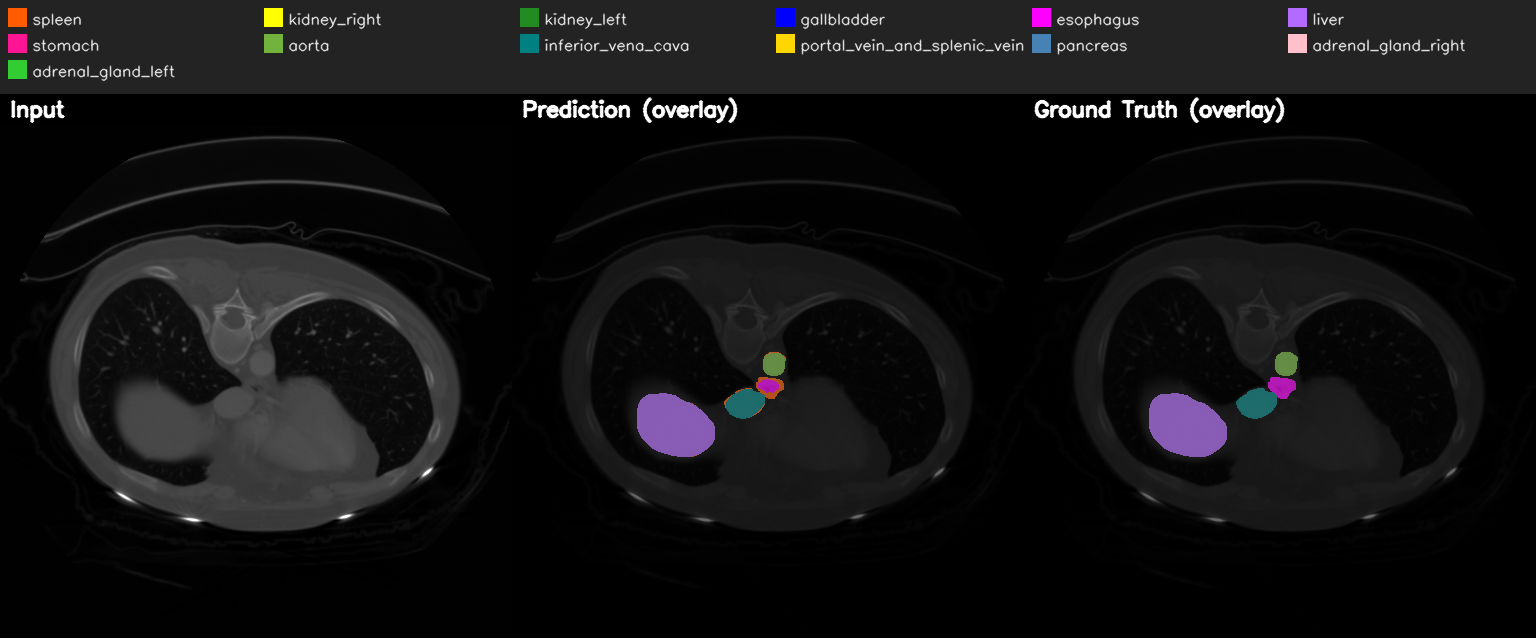 spleen kidney_right kidney_left gallbladder esophagus liver
stomach aorta inferior_vena_cava portal_vein_and_splenic_vein pancreas adrenal_gland_right
adrenal_gland_left
Input Prediction (overlay) Ground Truth (overlay)